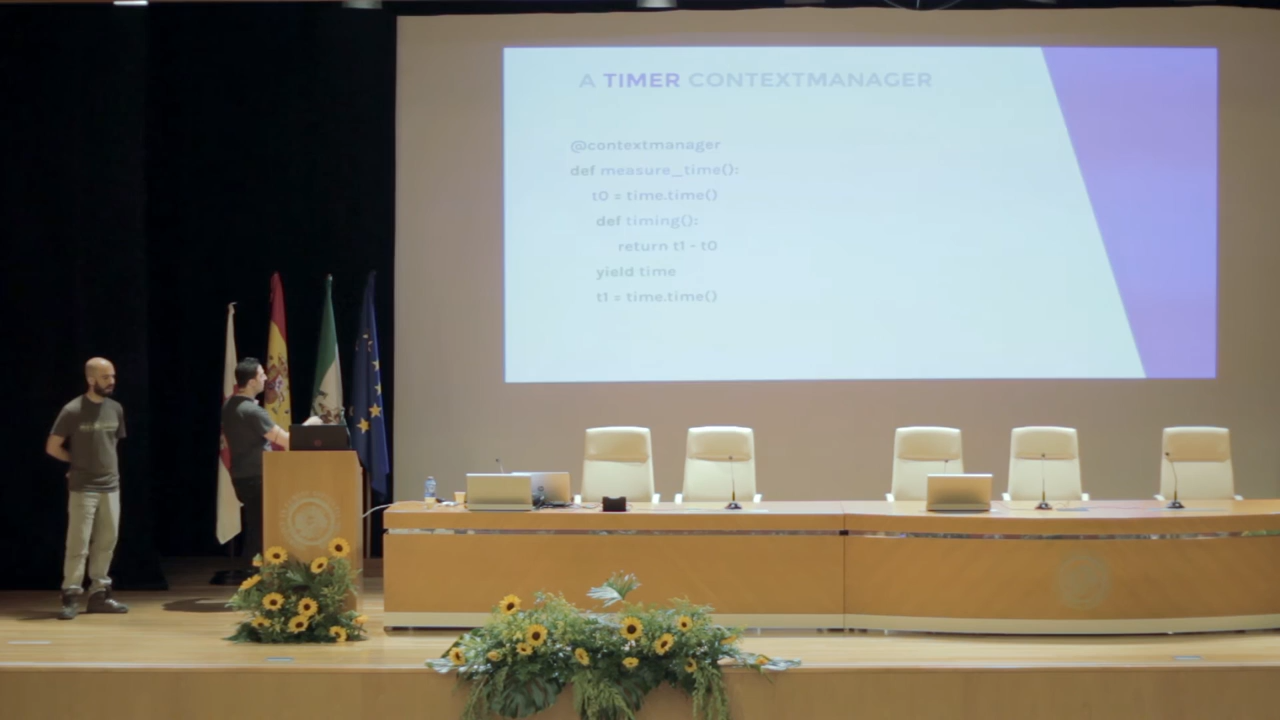 A TIMER CONTEXTMANAGER
@contextmanager
def measure_time():
t0 = time.time()
def timing():
return t1 - t0
yield time
t1 = time.time()